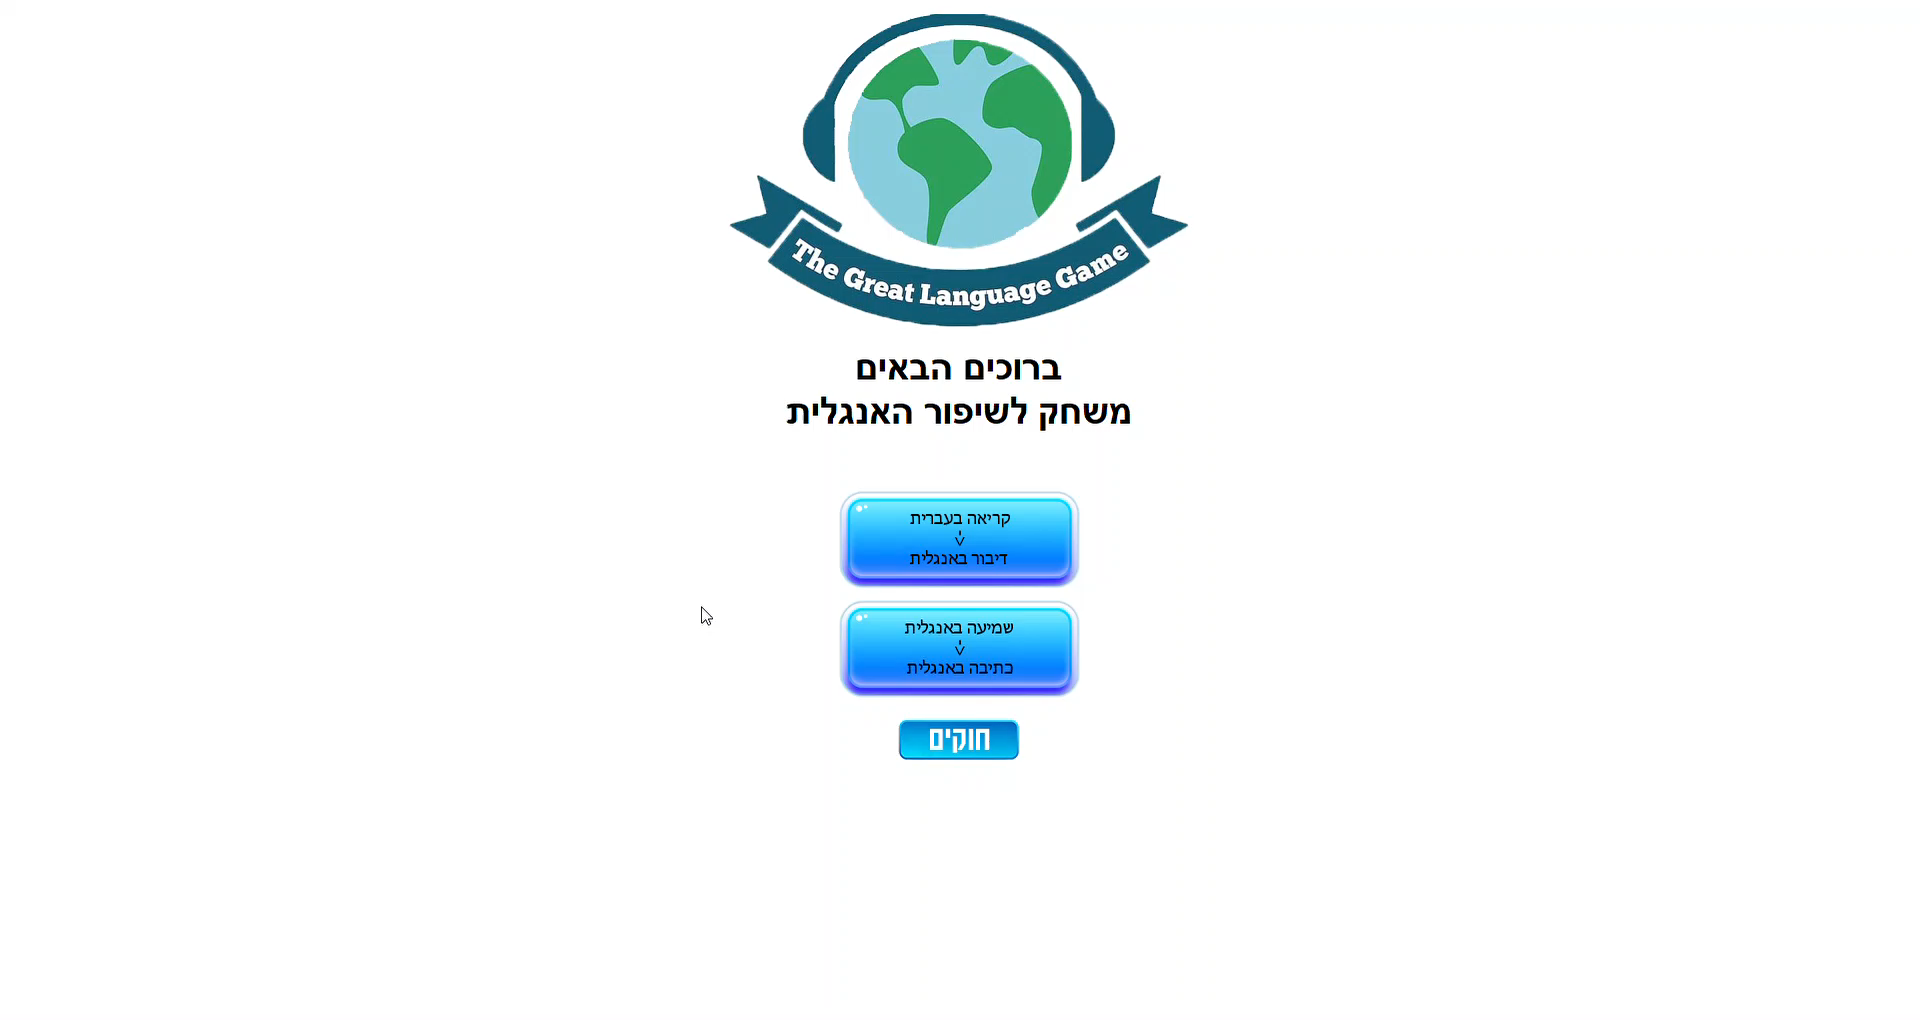 The Great Language Game
ברוכים הבאים
משחק לשיפור האנגלית
קריאה בעברית
דיבור באנגלית
שמיעה באנגלית
כתיבה באנגלית
חוקים